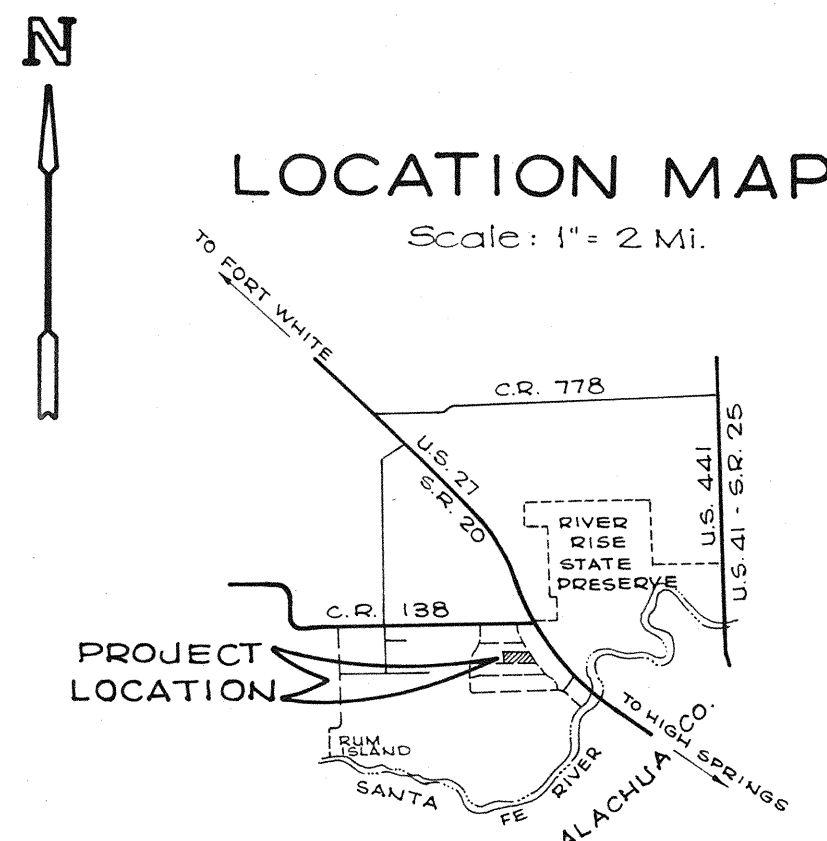 N
LOCATION MAP
Scale: 1" = 2 Mi.
TO FORT WHITE
C.R. 778
U.S. 27
S.R. 20
U.S. 441
U.S. 41 - S.R. 25
RIVER
RISE
STATE
PRESERVE
C.R. 138
PROJECT
LOCATION
TO HIGH SPRINGS
RUM
ISLAND
SANTA FE RIVER
ALACHUA CO.